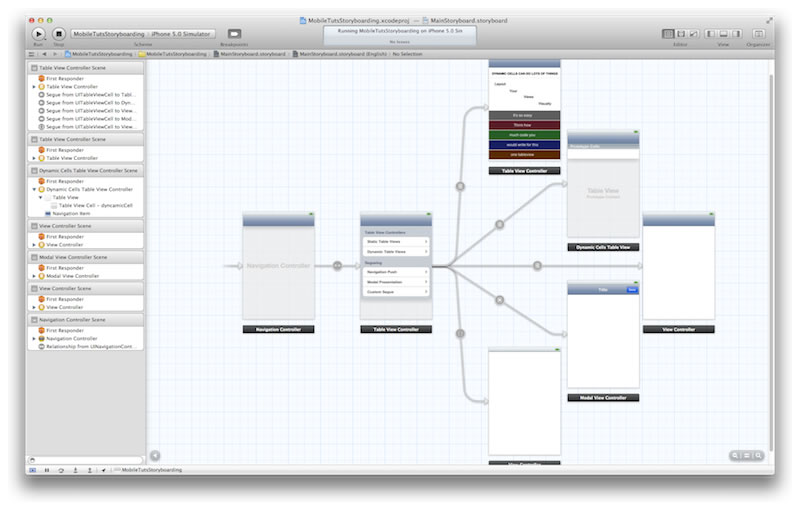 MobileTutsStoryboarding.xcodeproj — MainStoryboard.storyboard
Run
Stop
MobileTutsStoryboarding
iPhone 5.0 Simulator
Scheme
Breakpoints
Running MobileTutsStoryboarding on iPhone 5.0 Sim
No Issues
Editor
View
Organizer
MobileTutsStoryboarding
MobileTutsStoryboarding
MainStoryboard.storyboard
MainStoryboard.storyboard (English)
No Selection
Table View Controller Scene
First Responder
Table View Controller
Segue from UITableViewCell to Tabl...
Segue from UITableViewCell to Dyn...
Segue from UITableViewCell to View...
Segue from UITableViewCell to Mod...
Segue from UITableViewCell to View...
Table View Controller Scene
First Responder
Table View Controller
Dynamic Cells Table View Controller Scene
First Responder
Dynamic Cells Table View Controller
Table View
Table View Cell - dyncamicCell
Navigation Item
View Controller Scene
First Responder
View Controller
Modal View Controller Scene
First Responder
Modal View Controller
View Controller Scene
First Responder
View Controller
Navigation Controller Scene
First Responder
Navigation Controller
Relationship from UINavigationCont...
MobileTutsStoryboarding
Navigation Controller
Navigation Controller
Table View Controllers
Static Table Views
Dynamic Table Views
Segueing
Navigation Push
Modal Presentation
Custom Segue
Table View Controller
DYNAMIC CELLS CAN DO LOTS OF THINGS
Layout
Your
Views
Visually
It's so easy
Think how
much code you
would write for this
one tableview
Table View Controller
Prototype Cells
Table View
Prototype Content
Dynamic Cells Table View
View Controller
Title
Modal View Controller
View Controller